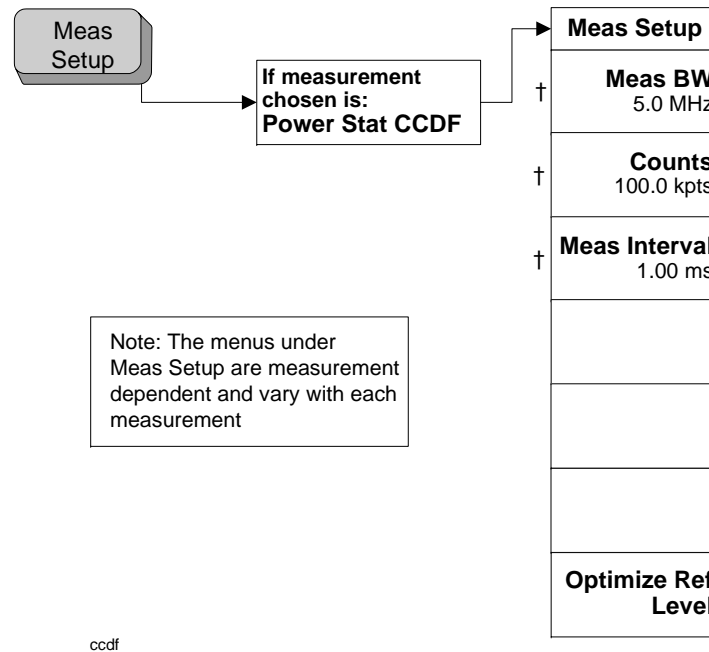 Meas
Setup
If measurement
chosen is:
Power Stat CCDF
Meas Setup
†
Meas BW
5.0 MHz
†
Counts
100.0 kpts
†
Meas Interval
1.00 ms
Optimize Ref
Level
Note: The menus under
Meas Setup are measurement
dependent and vary with each
measurement
ccdf